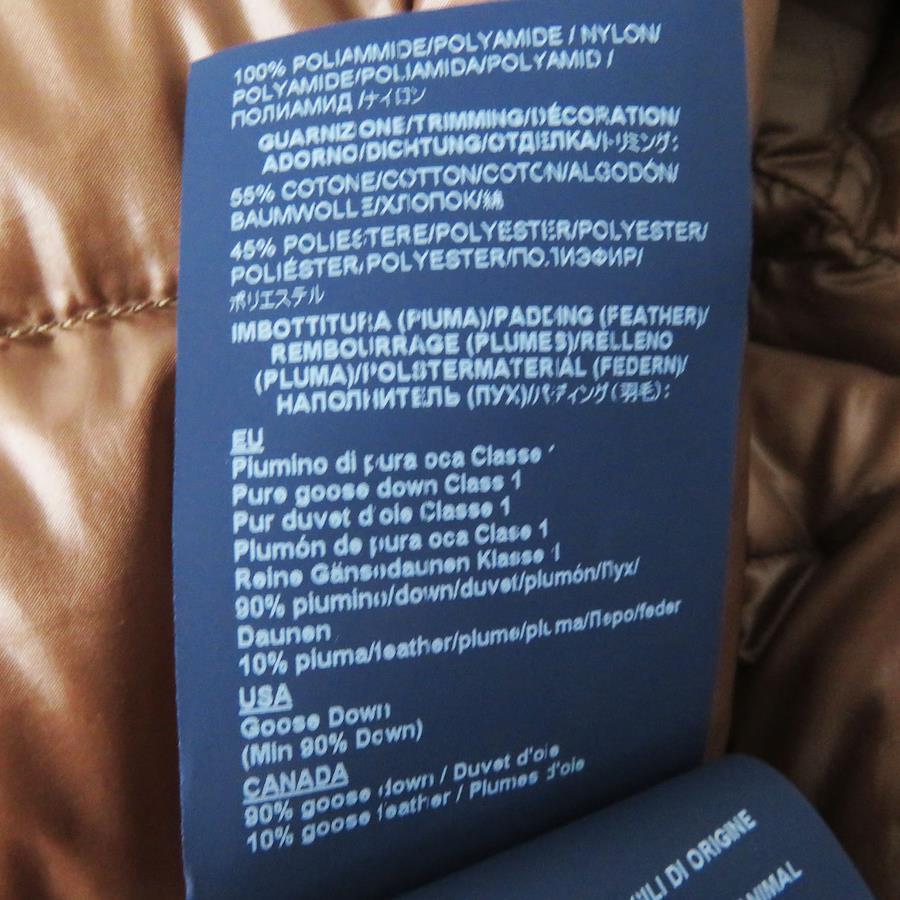 100% POLIAMMIDE/POLYAMIDE / NYLON/
POLYAMIDE/POLIAMIDA/POLYAMID /
ПОЛИАМИД /ナイロン
GUARNIZIONE/TRIMMING/DÉCORATION/
ADORNO/DICHTUNG/ОТДЕЛКА/トリミング:
55% COTONE/COTTON/COTON/ALGODÓN/
BAUMWOLLE/ХЛОПОК/綿
45% POLIESTERE/POLYESTER/POLYESTER/
POLIÉSTER/POLYESTER/ПОЛИЭФИР/
ポリエステル
IMBOTTITURA (PIUMA)/PADDING (FEATHER)/
REMBOURRAGE (PLUMES)/RELLENO
(PLUMA)/POLSTERMATERIAL (FEDERN)/
НАПОЛНИТЕЛЬ (ПУХ)/パディング(羽毛):
EU
Piumino di pura oca Classe 1
Pure goose down Class 1
Pur duvet d'oie Classe 1
Plumón de pura oca Clase 1
Reine Gänsedaunen Klasse 1
90% piumino/down/duvet/plumón/Пух/
Daunen
10% piuma/feather/plume/pluma/Перо/feder
USA
Goose Down
(Min 90% Down)
CANADA
90% goose down / Duvet d'oie
10% goose feather / Plumes d'oie
DI ORIGINE